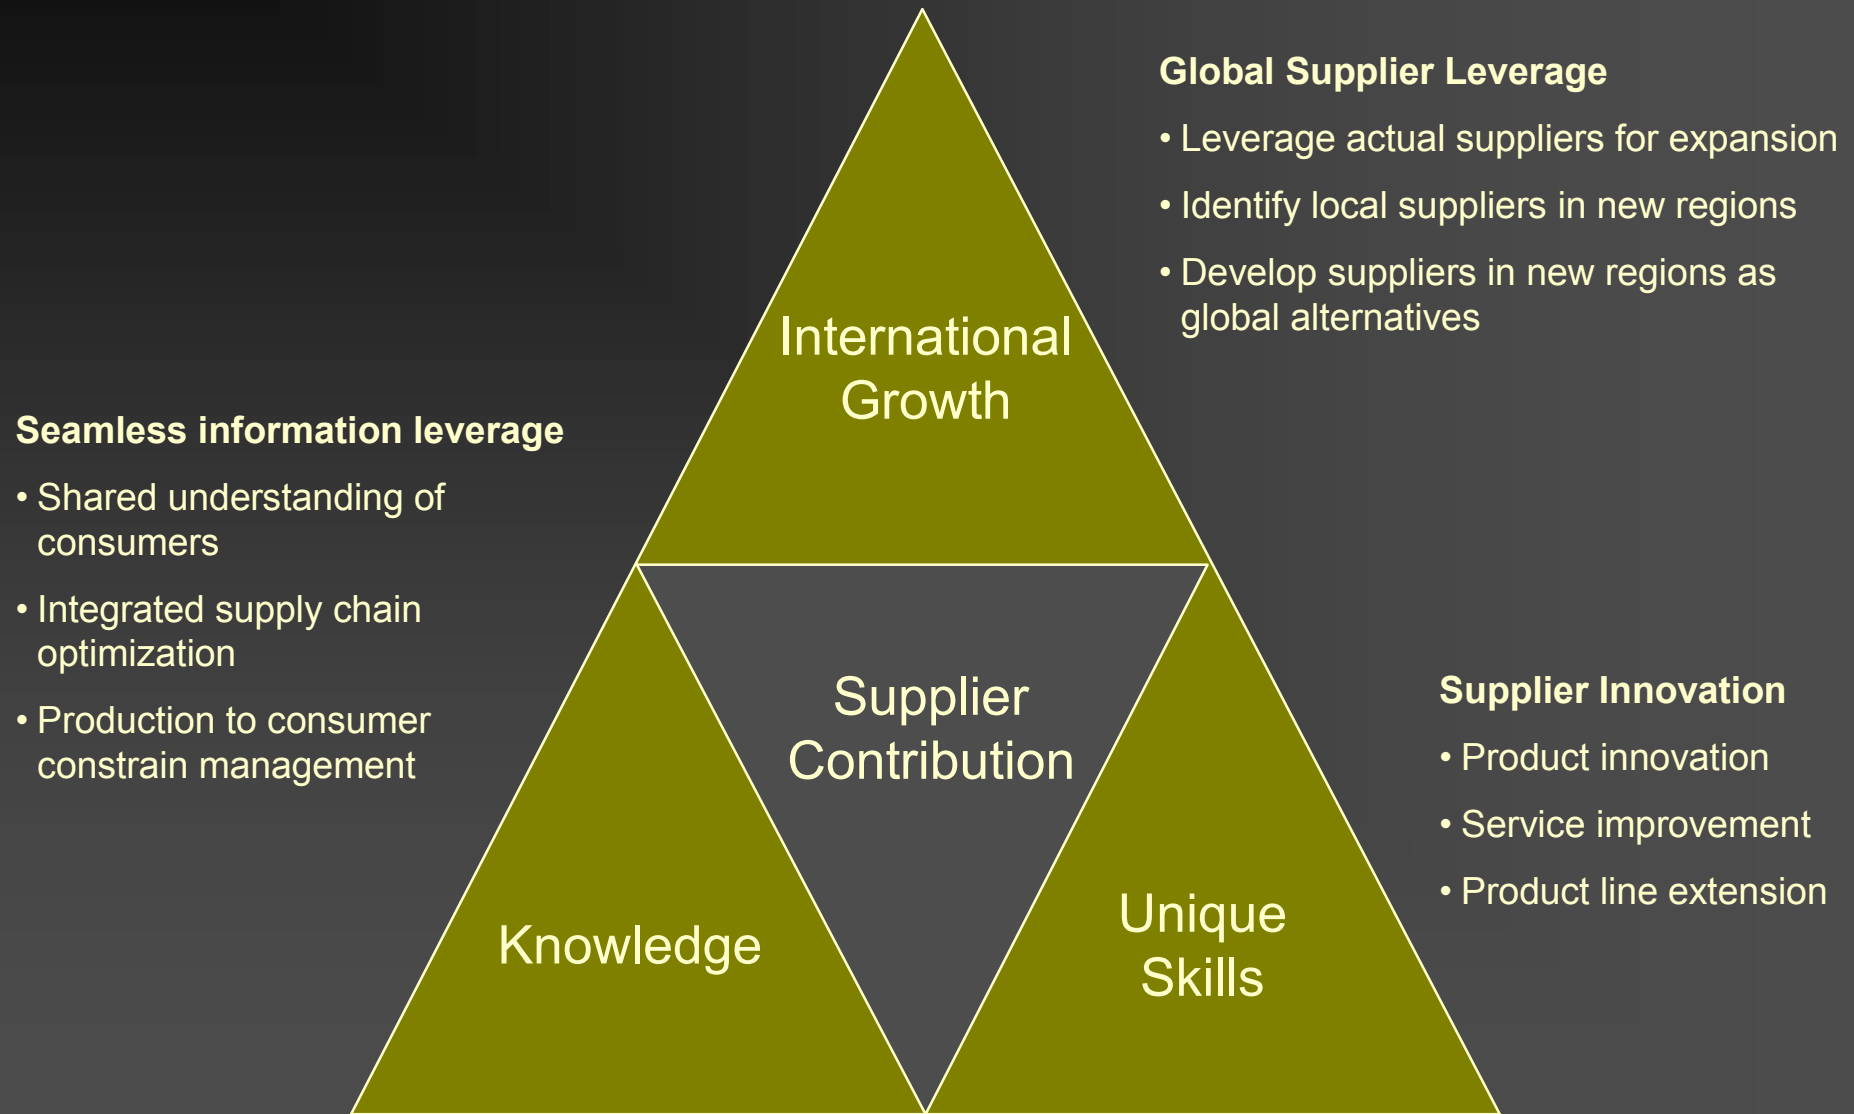 Global Supplier Leverage
• Leverage actual suppliers for expansion
• Identify local suppliers in new regions
• Develop suppliers in new regions as
global alternatives
International
Growth
Seamless information leverage
• Shared understanding of
consumers
• Integrated supply chain
optimization
• Production to consumer
constrain management
Supplier
Contribution
Supplier Innovation
• Product innovation
• Service improvement
• Product line extension
Knowledge
Unique
Skills